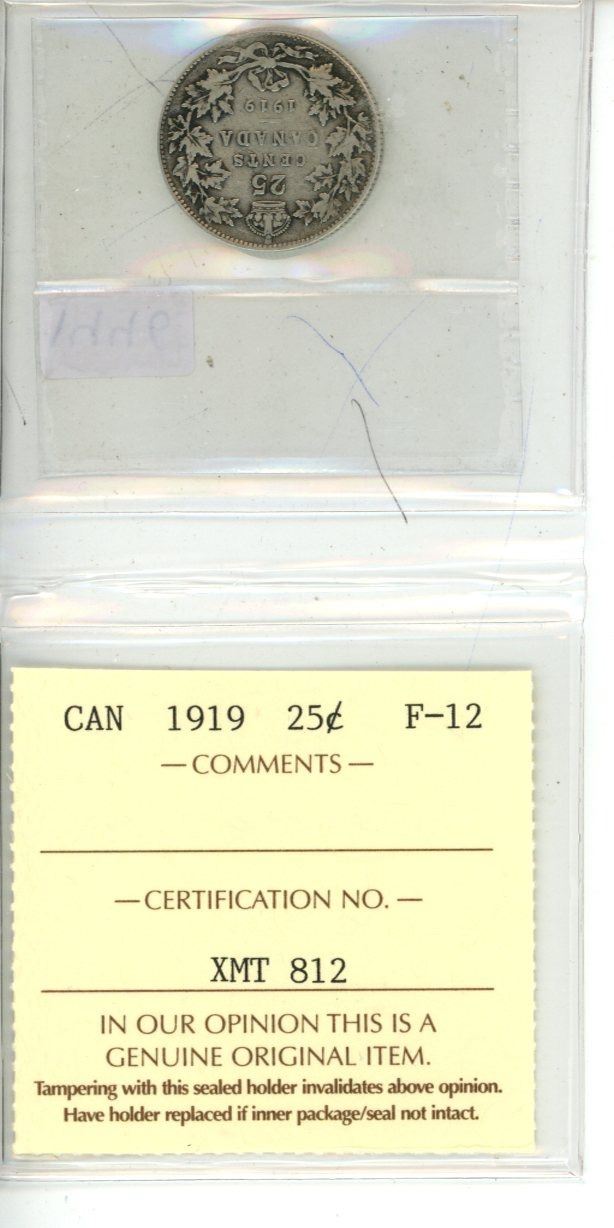 25
CENTS
CANADA
1919
1446
CAN 1919 25¢ F-12
— COMMENTS —
— CERTIFICATION NO. —
XMT 812
IN OUR OPINION THIS IS A
GENUINE ORIGINAL ITEM.
Tampering with this sealed holder invalidates above opinion.
Have holder replaced if inner package/seal not intact.